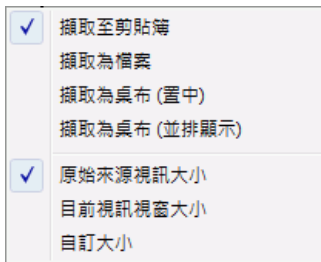 擷取至剪貼簿
擷取為檔案
擷取為桌布 (置中)
擷取為桌布 (並排顯示)
原始來源視訊大小
目前視訊視窗大小
自訂大小